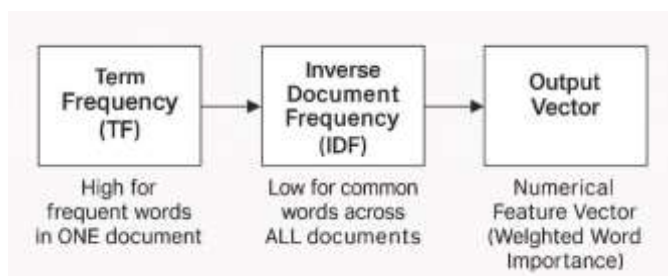 Term
Frequency
(TF)
High for
frequent words
in ONE document
Inverse
Document
Frequency
(IDF)
Low for common
words across
ALL documents
Output
Vector
Numerical
Feature Vector
(Weighted Word
Importance)